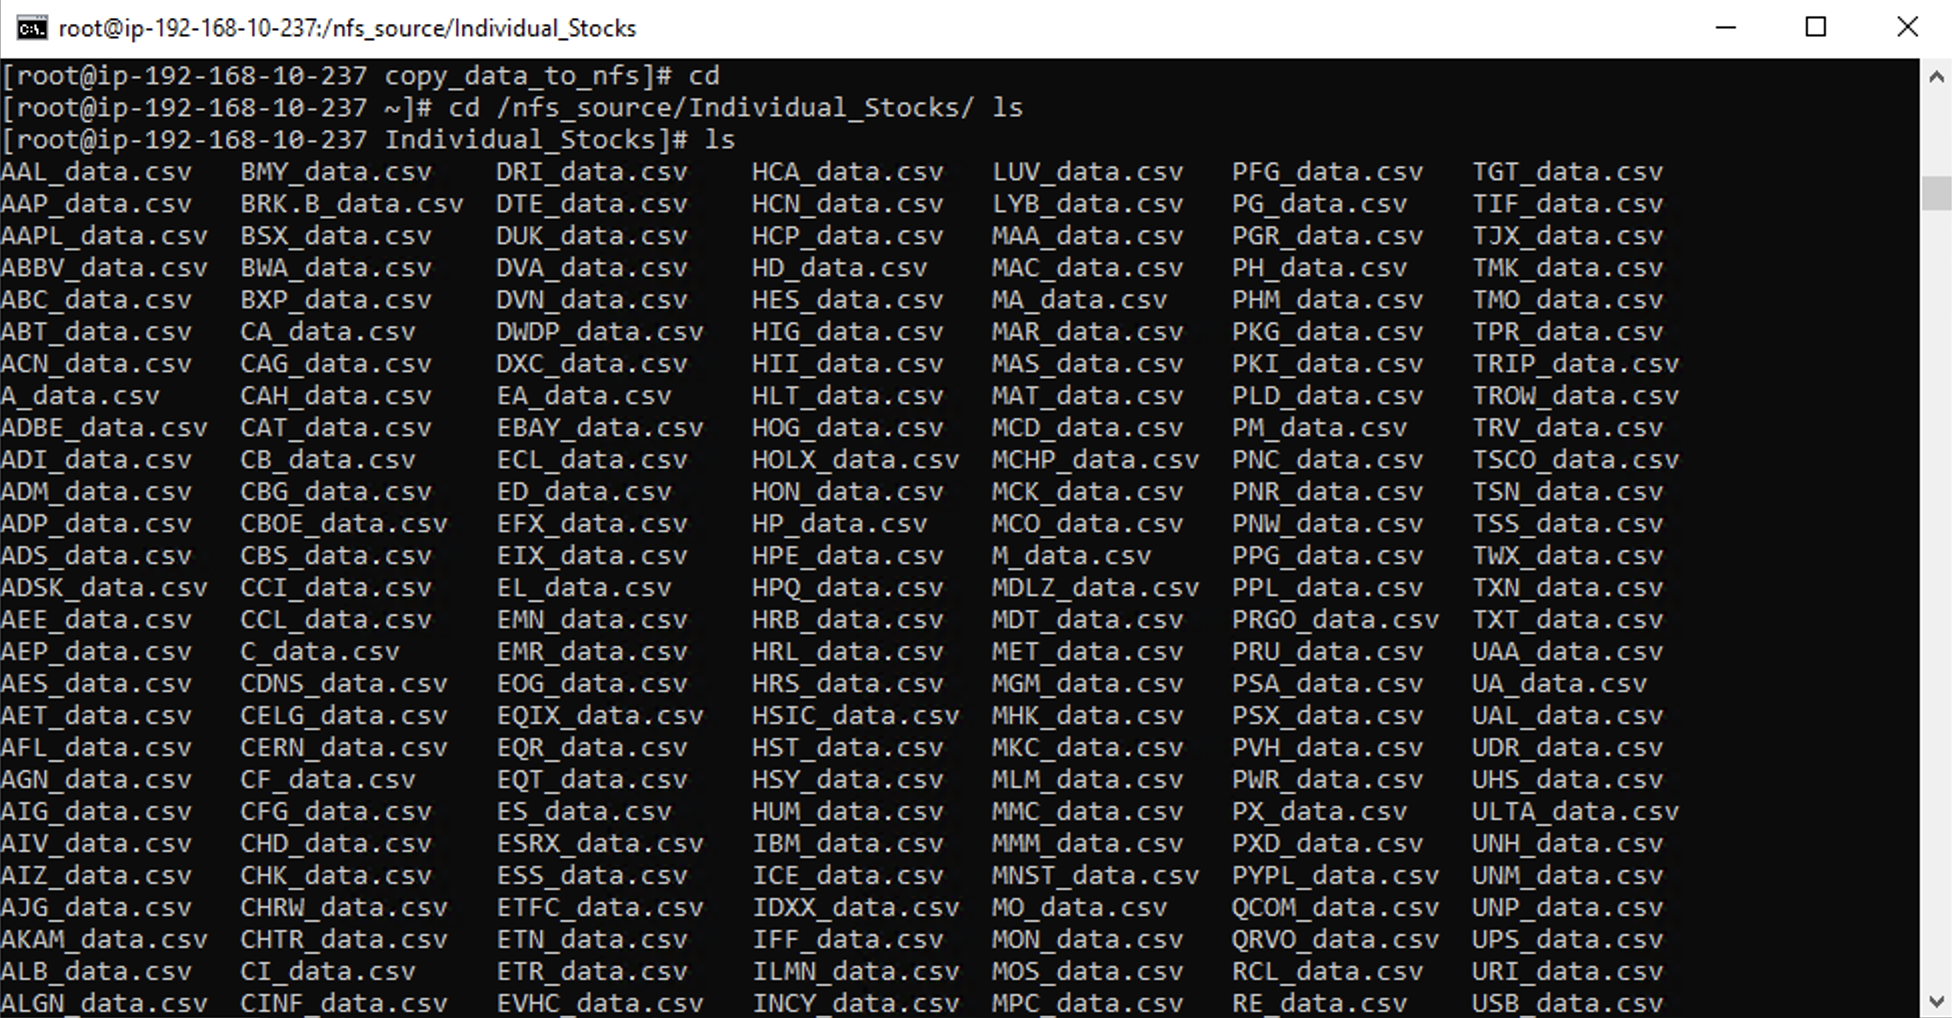 root@ip-192-168-10-237:/nfs_source/Individual_Stocks
[root@ip-192-168-10-237 copy_data_to_nfs]# cd
[root@ip-192-168-10-237 ~]# cd /nfs_source/Individual_Stocks/ ls
[root@ip-192-168-10-237 Individual_Stocks]# ls
AAL_data.csv BMY_data.csv DRI_data.csv HCA_data.csv LUV_data.csv PFG_data.csv TGT_data.csv
AAP_data.csv BRK.B_data.csv DTE_data.csv HCN_data.csv LYB_data.csv PG_data.csv TIF_data.csv
AAPL_data.csv BSX_data.csv DUK_data.csv HCP_data.csv MAA_data.csv PGR_data.csv TJX_data.csv
ABBV_data.csv BWA_data.csv DVA_data.csv HD_data.csv MAC_data.csv PH_data.csv TMK_data.csv
ABC_data.csv BXP_data.csv DVN_data.csv HES_data.csv MA_data.csv PHM_data.csv TMO_data.csv
ABT_data.csv CA_data.csv DWDP_data.csv HIG_data.csv MAR_data.csv PKG_data.csv TPR_data.csv
ACN_data.csv CAG_data.csv DXC_data.csv HII_data.csv MAS_data.csv PKI_data.csv TRIP_data.csv
A_data.csv CAH_data.csv EA_data.csv HLT_data.csv MAT_data.csv PLD_data.csv TROW_data.csv
ADBE_data.csv CAT_data.csv EBAY_data.csv HOG_data.csv MCD_data.csv PM_data.csv TRV_data.csv
ADI_data.csv CB_data.csv ECL_data.csv HOLX_data.csv MCHP_data.csv PNC_data.csv TSCO_data.csv
ADM_data.csv CBG_data.csv ED_data.csv HON_data.csv MCK_data.csv PNR_data.csv TSN_data.csv
ADP_data.csv CBOE_data.csv EFX_data.csv HP_data.csv MCO_data.csv PNW_data.csv TSS_data.csv
ADS_data.csv CBS_data.csv EIX_data.csv HPE_data.csv M_data.csv PPG_data.csv TWX_data.csv
ADSK_data.csv CCI_data.csv EL_data.csv HPQ_data.csv MDLZ_data.csv PPL_data.csv TXN_data.csv
AEE_data.csv CCL_data.csv EMN_data.csv HRB_data.csv MDT_data.csv PRGO_data.csv TXT_data.csv
AEP_data.csv C_data.csv EMR_data.csv HRL_data.csv MET_data.csv PRU_data.csv UAA_data.csv
AES_data.csv CDNS_data.csv EOG_data.csv HRS_data.csv MGM_data.csv PSA_data.csv UA_data.csv
AET_data.csv CELG_data.csv EQIX_data.csv HSIC_data.csv MHK_data.csv PSX_data.csv UAL_data.csv
AFL_data.csv CERN_data.csv EQR_data.csv HST_data.csv MKC_data.csv PVH_data.csv UDR_data.csv
AGN_data.csv CF_data.csv EQT_data.csv HSY_data.csv MLM_data.csv PWR_data.csv UHS_data.csv
AIG_data.csv CFG_data.csv ES_data.csv HUM_data.csv MMC_data.csv PX_data.csv ULTA_data.csv
AIV_data.csv CHD_data.csv ESRX_data.csv IBM_data.csv MMM_data.csv PXD_data.csv UNH_data.csv
AIZ_data.csv CHK_data.csv ESS_data.csv ICE_data.csv MNST_data.csv PYPL_data.csv UNM_data.csv
AJG_data.csv CHRW_data.csv ETFC_data.csv IDXX_data.csv MO_data.csv QCOM_data.csv UNP_data.csv
AKAM_data.csv CHTR_data.csv ETN_data.csv IFF_data.csv MON_data.csv QRVO_data.csv UPS_data.csv
ALB_data.csv CI_data.csv ETR_data.csv ILMN_data.csv MOS_data.csv RCL_data.csv URI_data.csv
ALGN_data.csv CINF_data.csv EVHC_data.csv INCY_data.csv MPC_data.csv RE_data.csv USB_data.csv